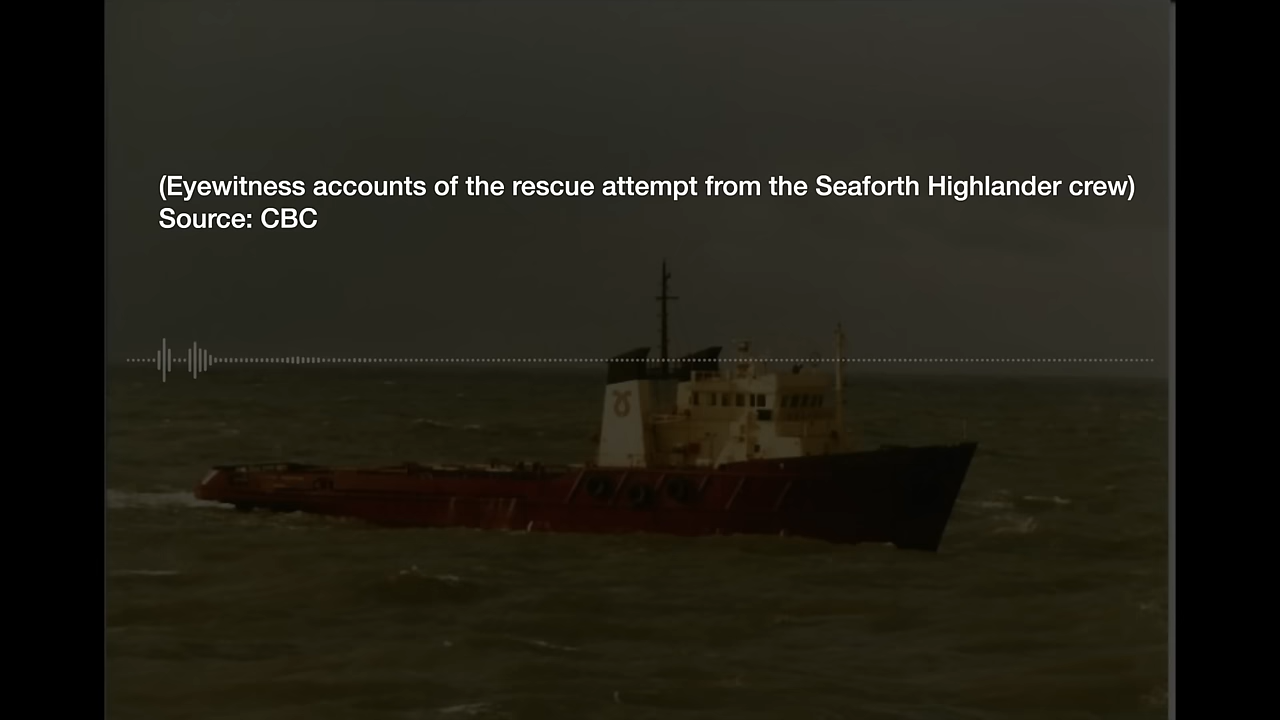 (Eyewitness accounts of the rescue attempt from the Seaforth Highlander crew)
Source: CBC